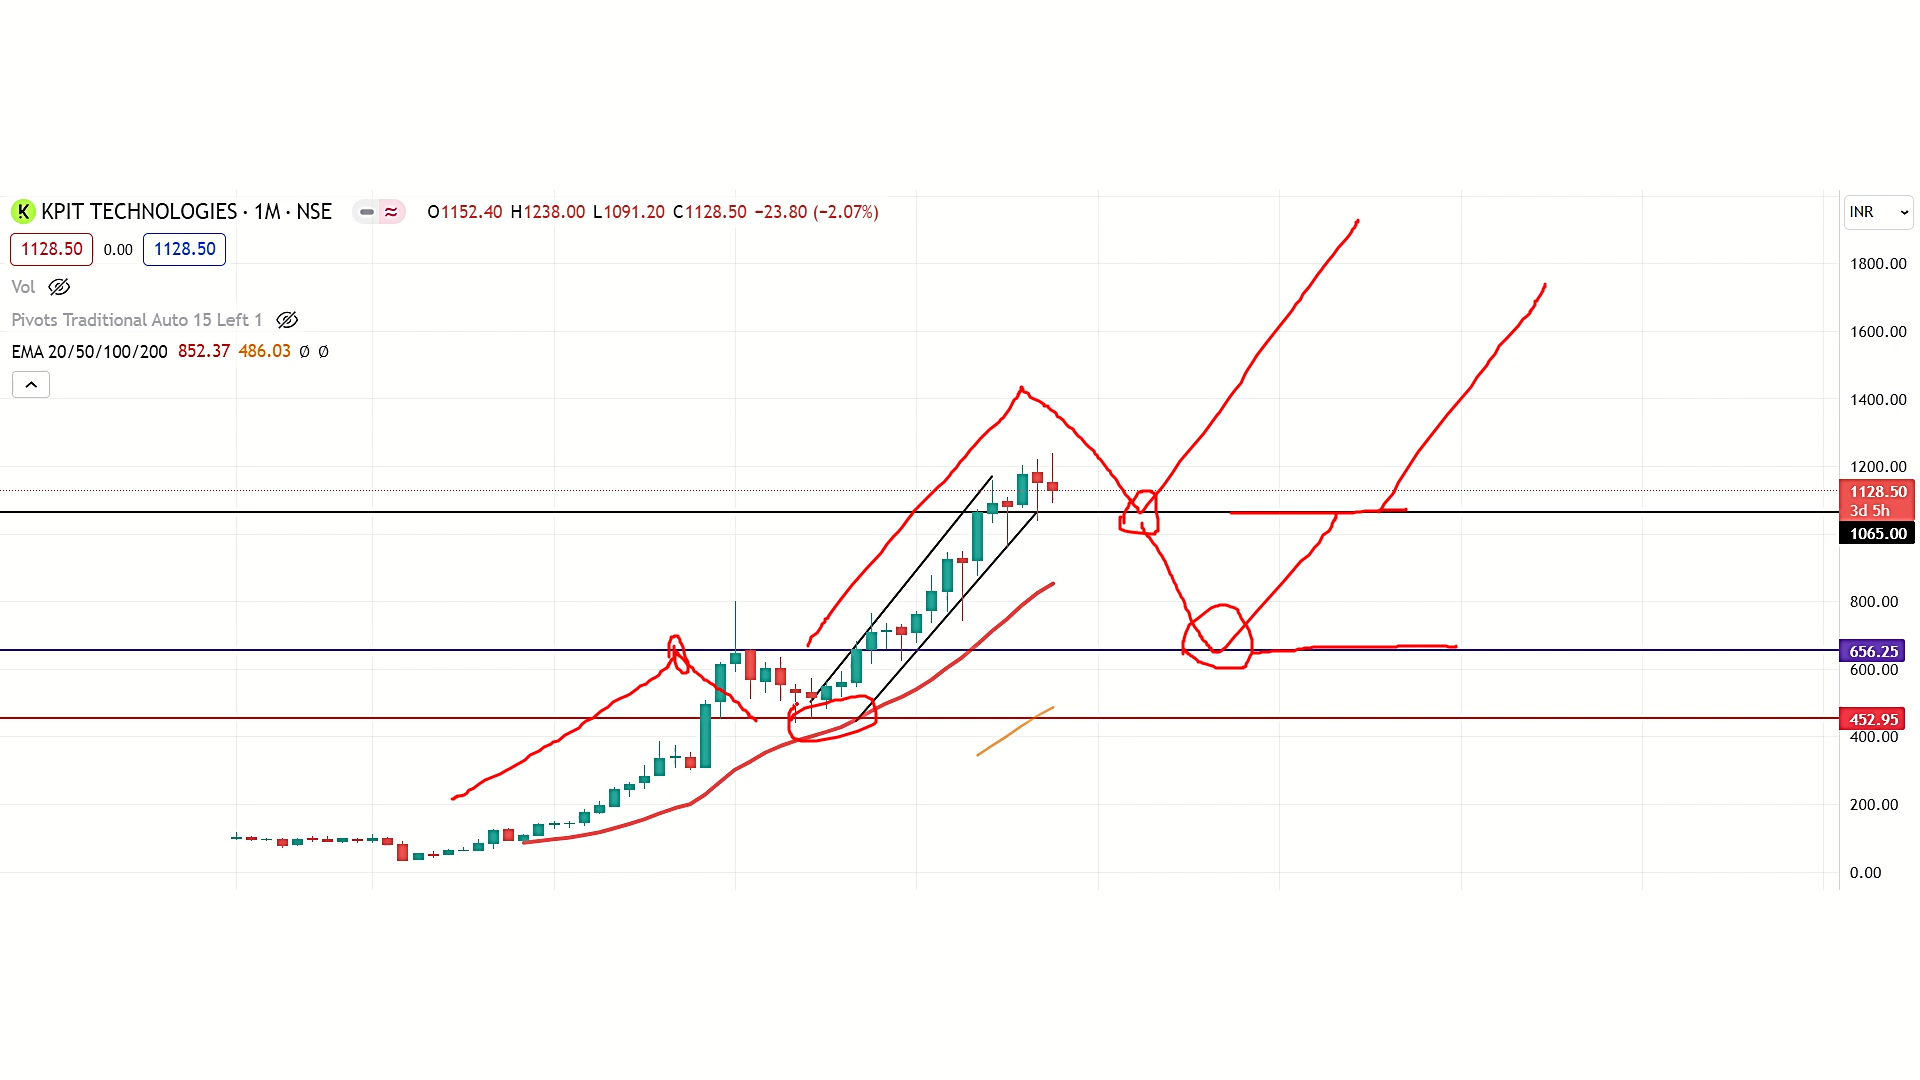 K KPIT TECHNOLOGIES · 1M · NSE O1152.40 H1238.00 L1091.20 C1128.50 −23.80 (−2.07%)
INR
1128.50 0.00 1128.50
Vol
Pivots Traditional Auto 15 Left 1
EMA 20/50/100/200 852.37 486.03 Ø Ø
1800.00
1600.00
1400.00
1200.00
1128.50
3d 5h
1065.00
800.00
656.25
600.00
452.95
400.00
200.00
0.00